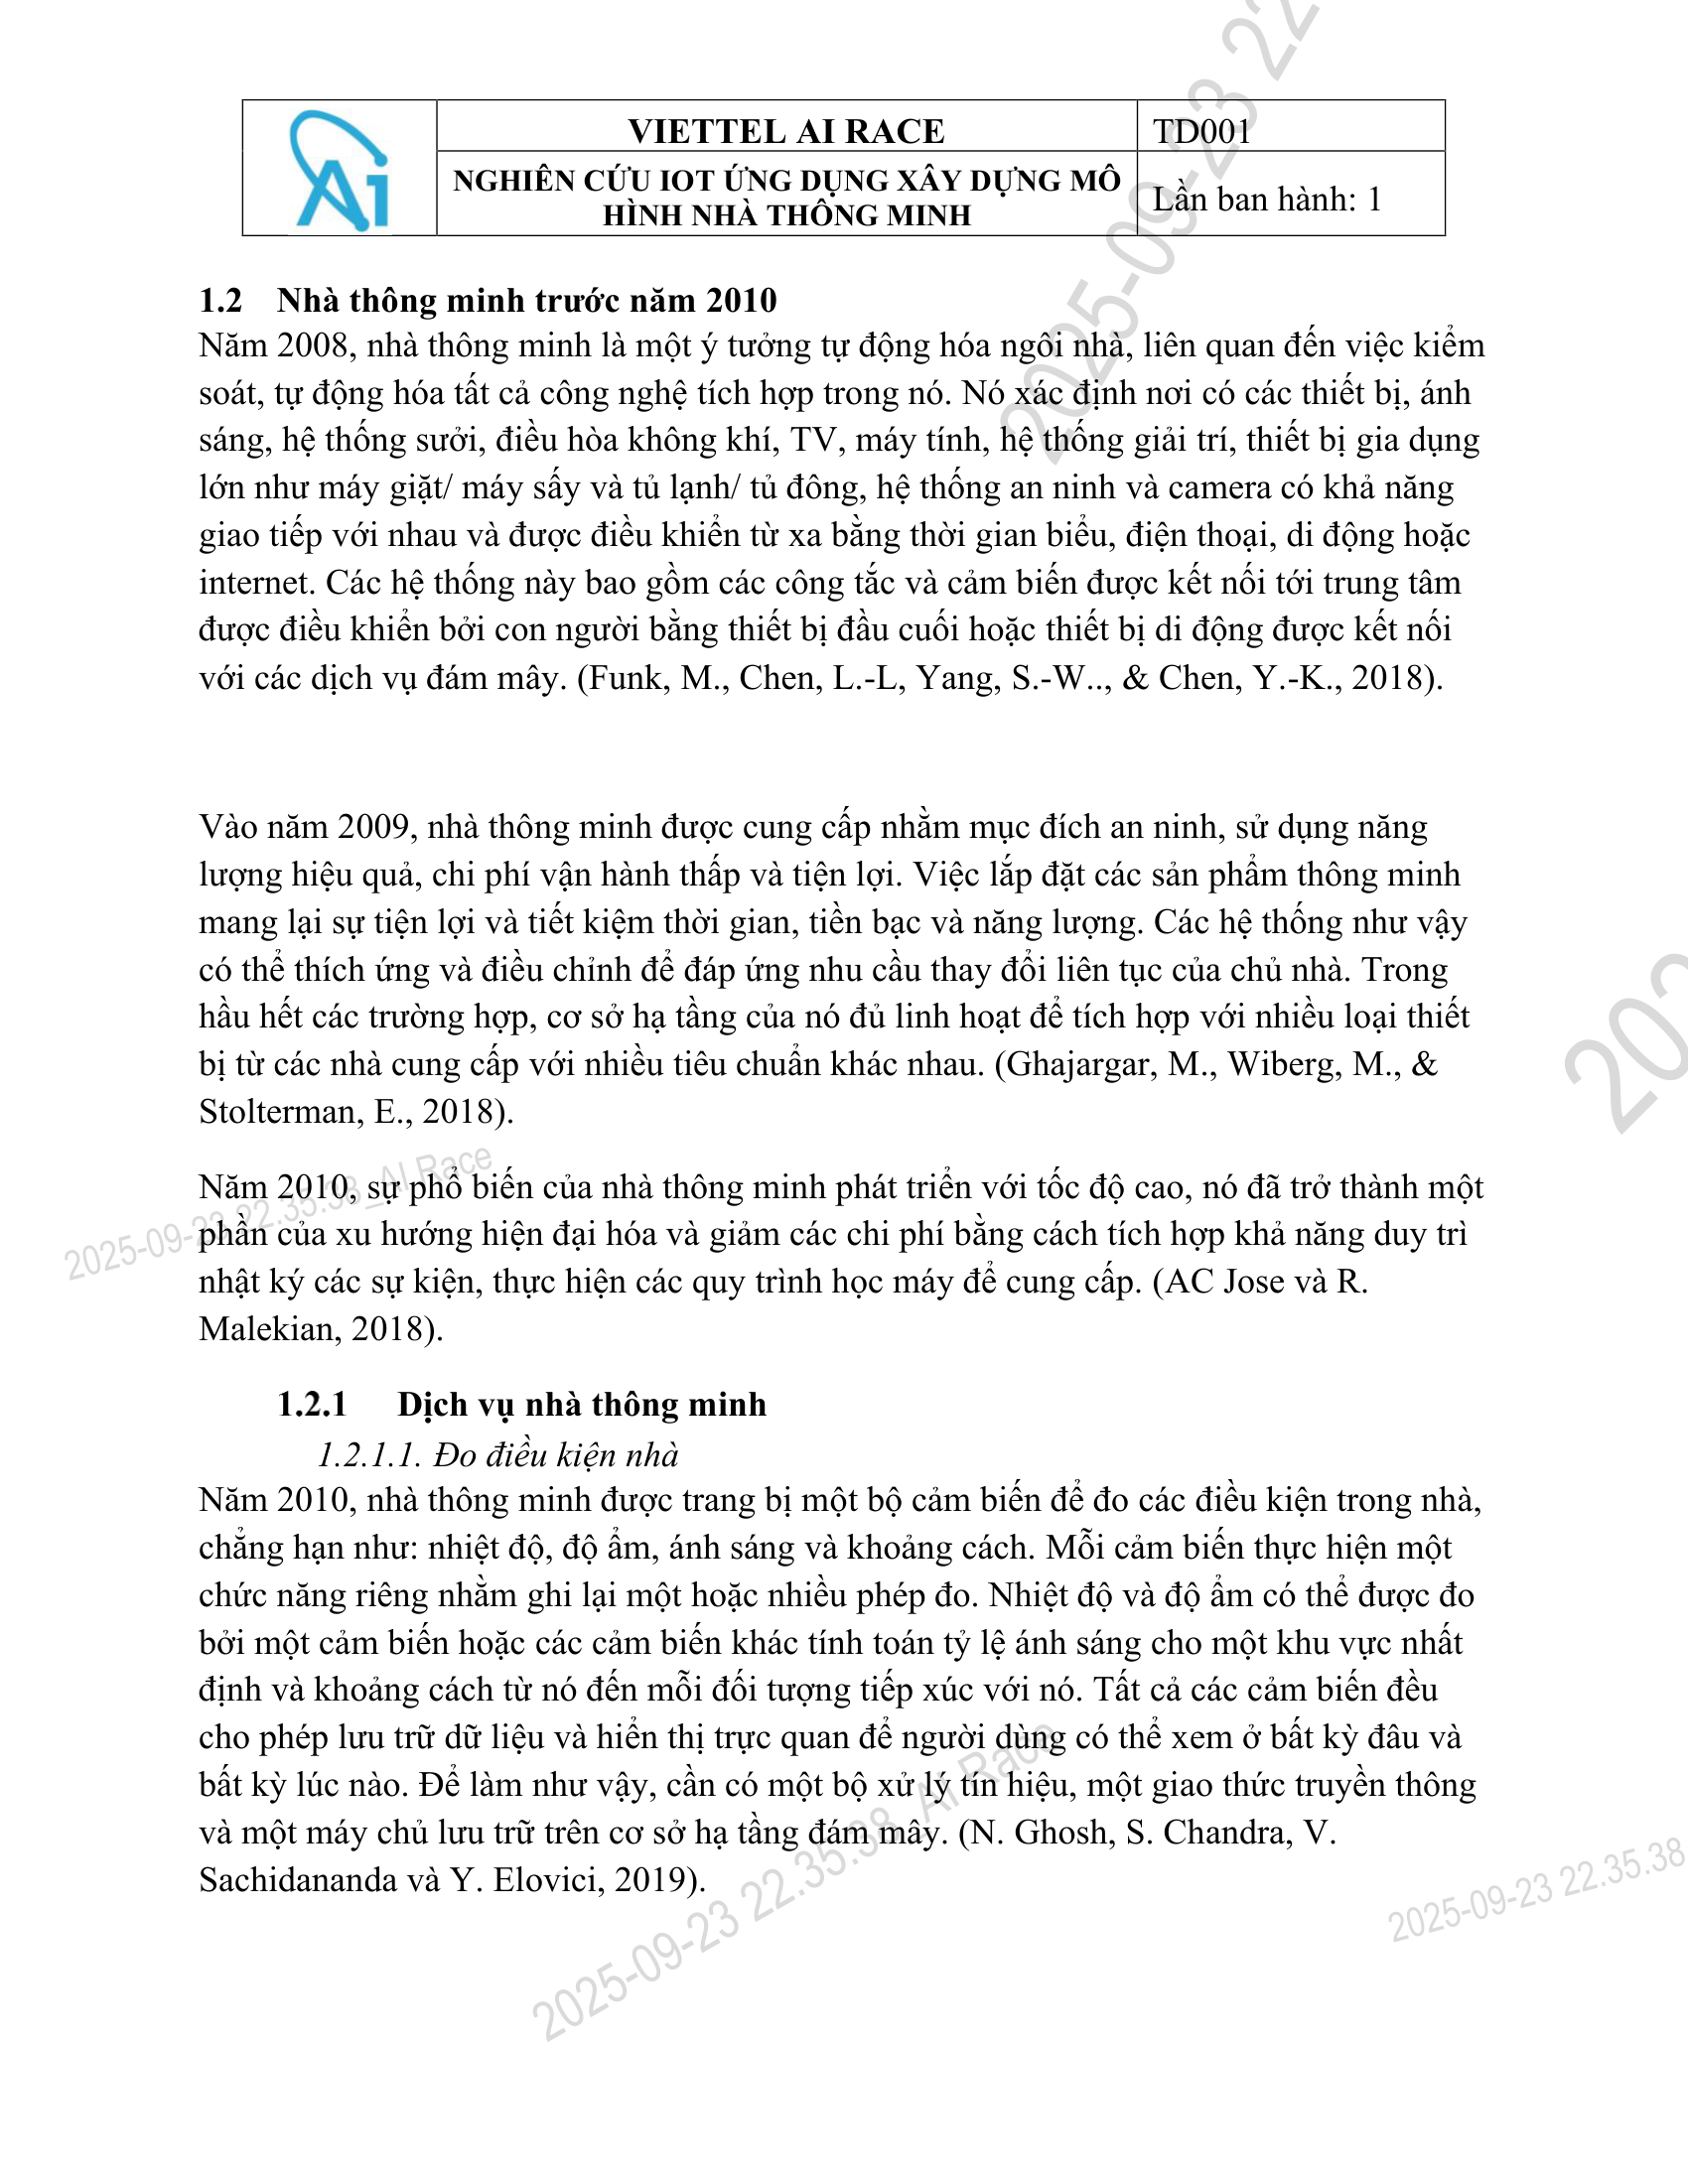 Ai
VIETTEL AI RACE
TD001
NGHIÊN CỨU IOT ỨNG DỤNG XÂY DỰNG MÔ
HÌNH NHÀ THÔNG MINH
Lần ban hành: 1
1.2 Nhà thông minh trước năm 2010
Năm 2008, nhà thông minh là một ý tưởng tự động hóa ngôi nhà, liên quan đến việc kiểm
soát, tự động hóa tất cả công nghệ tích hợp trong nó. Nó xác định nơi có các thiết bị, ánh
sáng, hệ thống sưởi, điều hòa không khí, TV, máy tính, hệ thống giải trí, thiết bị gia dụng
lớn như máy giặt/ máy sấy và tủ lạnh/ tủ đông, hệ thống an ninh và camera có khả năng
giao tiếp với nhau và được điều khiển từ xa bằng thời gian biểu, điện thoại, di động hoặc
internet. Các hệ thống này bao gồm các công tắc và cảm biến được kết nối tới trung tâm
được điều khiển bởi con người bằng thiết bị đầu cuối hoặc thiết bị di động được kết nối
với các dịch vụ đám mây. (Funk, M., Chen, L.-L, Yang, S.-W.., & Chen, Y.-K., 2018).
Vào năm 2009, nhà thông minh được cung cấp nhằm mục đích an ninh, sử dụng năng
lượng hiệu quả, chi phí vận hành thấp và tiện lợi. Việc lắp đặt các sản phẩm thông minh
mang lại sự tiện lợi và tiết kiệm thời gian, tiền bạc và năng lượng. Các hệ thống như vậy
có thể thích ứng và điều chỉnh để đáp ứng nhu cầu thay đổi liên tục của chủ nhà. Trong
hầu hết các trường hợp, cơ sở hạ tầng của nó đủ linh hoạt để tích hợp với nhiều loại thiết
bị từ các nhà cung cấp với nhiều tiêu chuẩn khác nhau. (Ghajargar, M., Wiberg, M., &
Stolterman, E., 2018).
Năm 2010, sự phổ biến của nhà thông minh phát triển với tốc độ cao, nó đã trở thành một
phần của xu hướng hiện đại hóa và giảm các chi phí bằng cách tích hợp khả năng duy trì
nhật ký các sự kiện, thực hiện các quy trình học máy để cung cấp. (AC Jose và R.
Malekian, 2018).
1.2.1 Dịch vụ nhà thông minh
1.2.1.1. Đo điều kiện nhà
Năm 2010, nhà thông minh được trang bị một bộ cảm biến để đo các điều kiện trong nhà,
chẳng hạn như: nhiệt độ, độ ẩm, ánh sáng và khoảng cách. Mỗi cảm biến thực hiện một
chức năng riêng nhằm ghi lại một hoặc nhiều phép đo. Nhiệt độ và độ ẩm có thể được đo
bởi một cảm biến hoặc các cảm biến khác tính toán tỷ lệ ánh sáng cho một khu vực nhất
định và khoảng cách từ nó đến mỗi đối tượng tiếp xúc với nó. Tất cả các cảm biến đều
cho phép lưu trữ dữ liệu và hiển thị trực quan để người dùng có thể xem ở bất kỳ đâu và
bất kỳ lúc nào. Để làm như vậy, cần có một bộ xử lý tín hiệu, một giao thức truyền thông
và một máy chủ lưu trữ trên cơ sở hạ tầng đám mây. (N. Ghosh, S. Chandra, V.
Sachidananda và Y. Elovici, 2019).
2025-09-23 22
202
2025-09-23 22.35.38_AI Race
2025-09-23 22.35.38_AI Race
2025-09-23 22.35.38